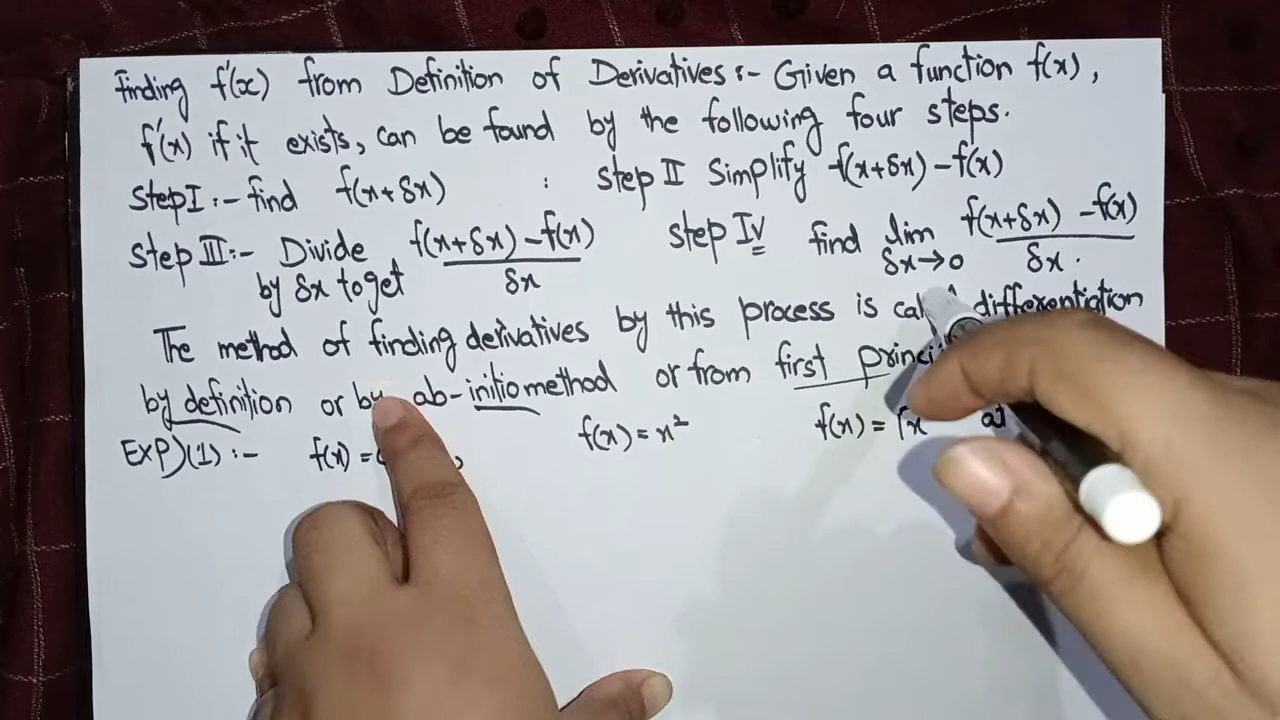 Finding f'(x) from Definition of Derivatives :- Given a function f(x),
f'(x) if it exists, can be found by the following four steps.
Step I :- find f(x+δx) : step II Simplify f(x+δx) - f(x)
Step III :- Divide by δx to get f(x+δx) - f(x) / δx step IV find lim δx→0 f(x+δx) - f(x) / δx .
The method of finding derivatives by this process is differentiation
by definition or by ab-initio method or from first
EXP)(1) :- f(x) = f(x) = x² f(x) = √x at